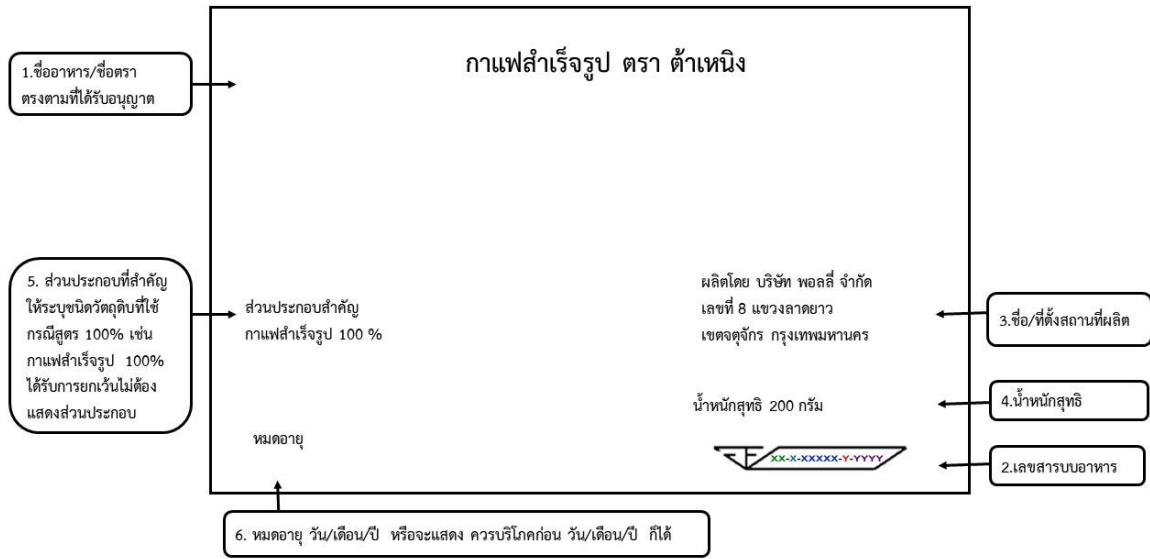 กาแฟสำเร็จรูป ตรา ต้าเหนิง
1.ชื่ออาหาร/ชื่อตรา
ตรงตามที่ได้รับอนุญาต
5. ส่วนประกอบที่สำคัญ
ให้ระบุชนิดวัตถุดิบที่ใช้
กรณีสูตร 100% เช่น
กาแฟสำเร็จรูป 100%
ได้รับการยกเว้นไม่ต้อง
แสดงส่วนประกอบ
ส่วนประกอบสำคัญ
กาแฟสำเร็จรูป 100 %
ผลิตโดย บริษัท พอลลี่ จำกัด
เลขที่ 8 แขวงลาดยาว
เขตจตุจักร กรุงเทพมหานคร
3.ชื่อ/ที่ตั้งสถานที่ผลิต
น้ำหนักสุทธิ 200 กรัม
4.น้ำหนักสุทธิ
หมดอายุ
XX-X-XXXXX-Y-YYYY
2.เลขสารบบอาหาร
6. หมดอายุ วัน/เดือน/ปี หรือจะแสดง ควรบริโภคก่อน วัน/เดือน/ปี ก็ได้